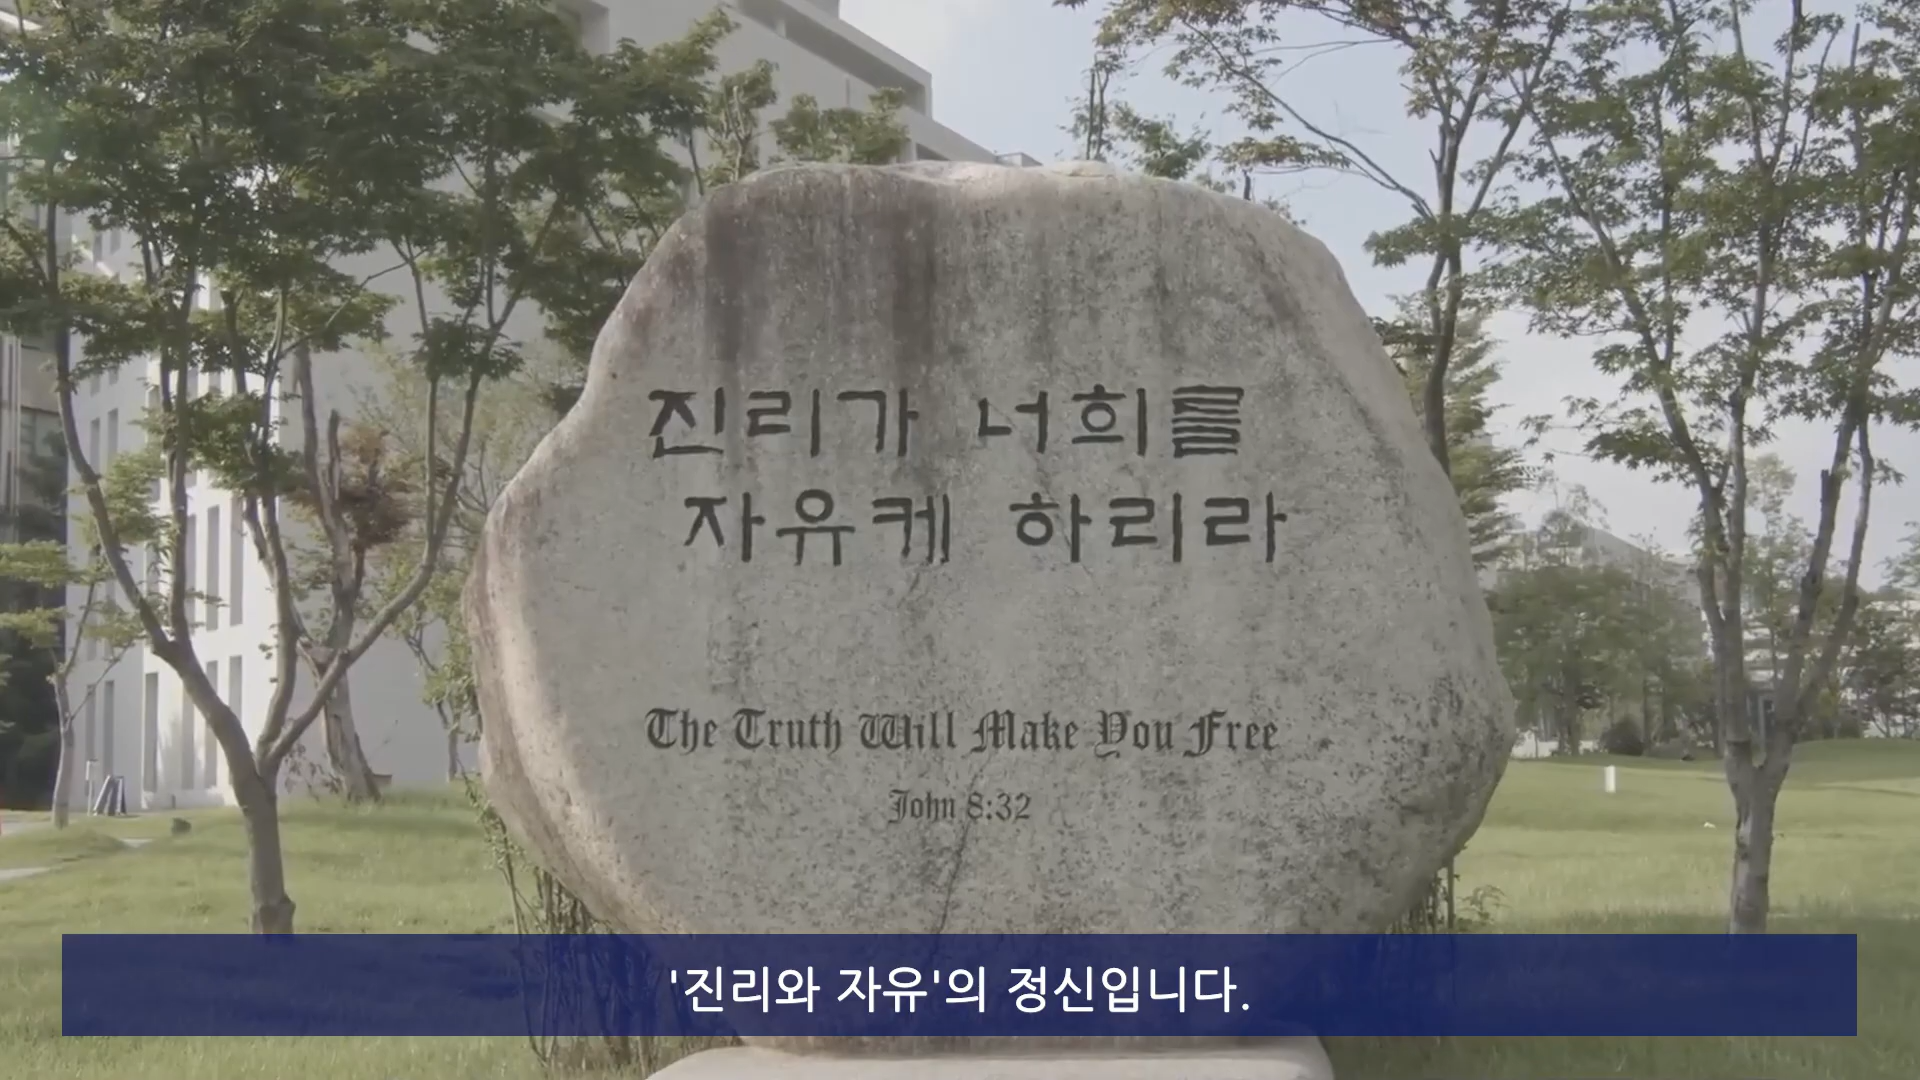 진리가 너희를
자유케 하리라
The Truth Will Make You Free
John 8:32
'진리와 자유'의 정신입니다.